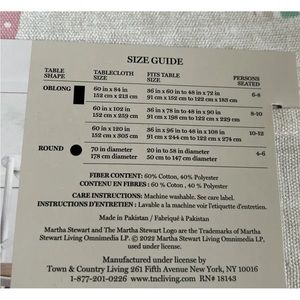 SIZE GUIDE
TABLE SHAPE TABLECLOTH SIZE FITS TABLE SIZE PERSONS SEATED
OBLONG 60 in x 84 in 36 in x 60 in to 48 in x 72 in 6-8
152 cm x 213 cm 91 cm x 152 cm to 122 cm x 183 cm
60 in x 102 in 36 in x 78 in to 48 in x 90 in 8-10
152 cm x 259 cm 91 cm x 198 cm to 122 cm x 229 cm
60 in x 120 in 36 in x 96 in to 48 in x 108 in 10-12
152 cm x 305 cm 91 cm x 244 cm to 122 cm x 274 cm
ROUND 70 in diameter 20 in to 58 in diameter 4-6
178 cm diameter 50 cm to 147 cm diameter
FIBER CONTENT: 60% Cotton, 40% Polyester
CONTENU EN FIBRES : 60 % Coton, 40 % Polyester
CARE INSTRUCTIONS: Machine washable. See care label.
INSTRUCTIONS D'ENTRETIEN : Lavable a la machine voir l'etiquette d'entretien.
Made in Pakistan / Fabriqué à Pakistan
Martha Stewart and The Martha Stewart Logo are the Trademarks of Martha
Stewart Living Omnimedia LP. © 2022 Martha Stewart Living Omnimedia LP,
used under license.
Manufactured under license by
Town & Country Living 261 Fifth Avenue New York, NY 10016
1-877-201-0226 www.tncliving.com RN# 18143